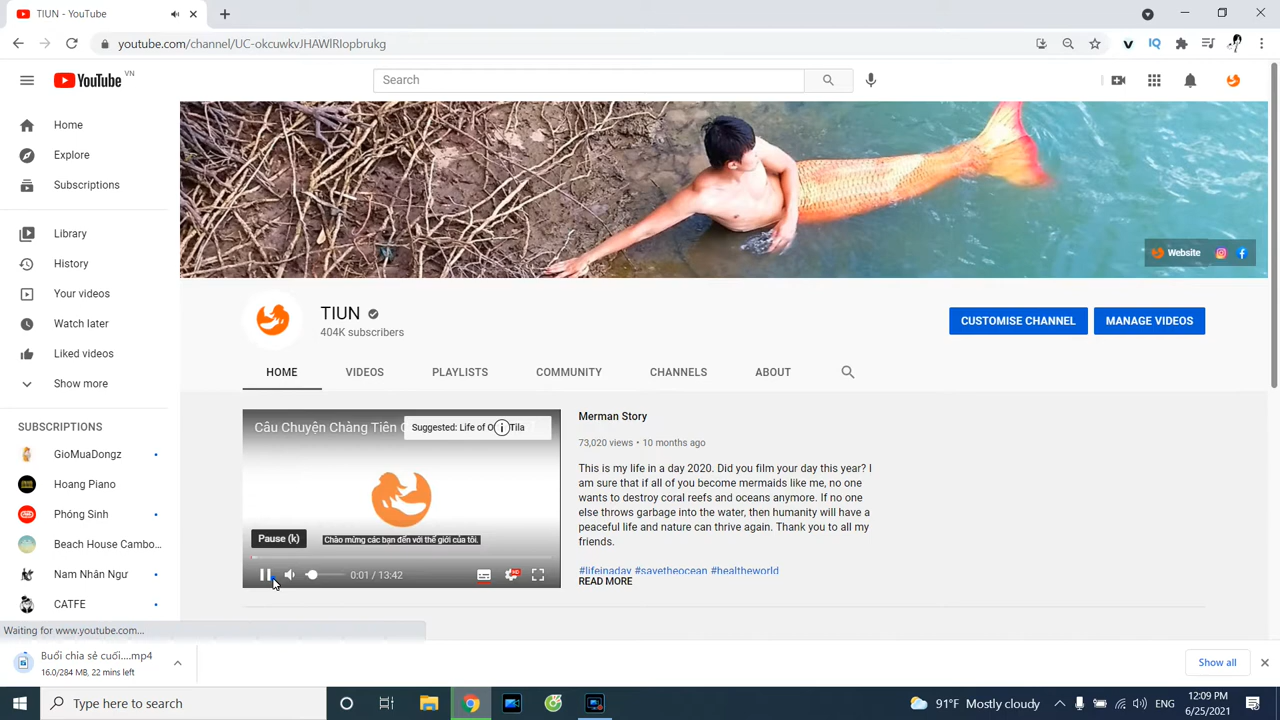 TIUN - YouTube
youtube.com/channel/UC-okcuwkvJHAWlRIopbrukg
YouTube VN
Search
Home
Explore
Subscriptions
Library
History
Your videos
Watch later
Liked videos
Show more
SUBSCRIPTIONS
GioMuaDongz
Hoang Piano
Phóng Sinh
Beach House Cambo...
Nam Nhân Ngư
CATFE
Website
TIUN
404K subscribers
CUSTOMISE CHANNEL
MANAGE VIDEOS
HOME VIDEOS PLAYLISTS COMMUNITY CHANNELS ABOUT
Câu Chuyện Chàng Tiên
Suggested: Life of Tila
Pause (k)
Chào mừng các bạn đến với thế giới của tôi.
0:01 / 13:42
HD
Merman Story
73,020 views • 10 months ago
This is my life in a day 2020. Did you film your day this year? I
am sure that if all of you become mermaids like me, no one
wants to destroy coral reefs and oceans anymore. If no one
else throws garbage into the water, then humanity will have a
peaceful life and nature can thrive again. Thank you to all my
friends.
#lifeinaday #savetheocean #healtheworld
READ MORE
Waiting for www.youtube.com...
Buổi chia sẻ cuối....mp4
16.0/284 MB, 22 mins left
Show all
Type here to search
91°F Mostly cloudy
ENG
12:09 PM
6/25/2021